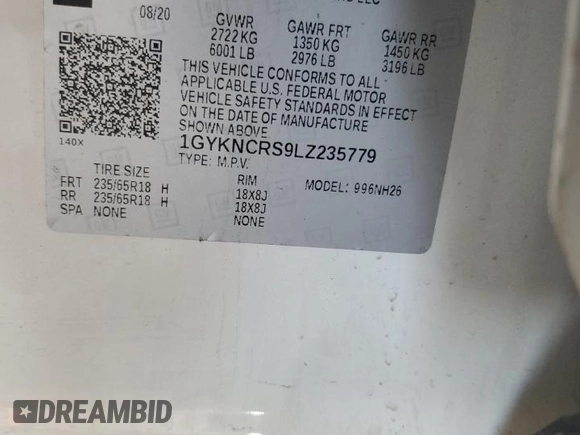 LLC
08/20 GVWR GAWR FRT GAWR RR
2722 KG 1350 KG 1450 KG
6001 LB 2976 LB 3196 LB
THIS VEHICLE CONFORMS TO ALL
APPLICABLE U.S. FEDERAL MOTOR
VEHICLE SAFETY STANDARDS IN EFFECT
ON THE DATE OF MANUFACTURE
SHOWN ABOVE.
140X
1GYKNCRS9LZ235779
TYPE: M.P.V.
TIRE SIZE RIM MODEL: 996NH26
FRT 235/65R18 H 18X8J
RR 235/65R18 H 18X8J
SPA NONE NONE
DREAMBID